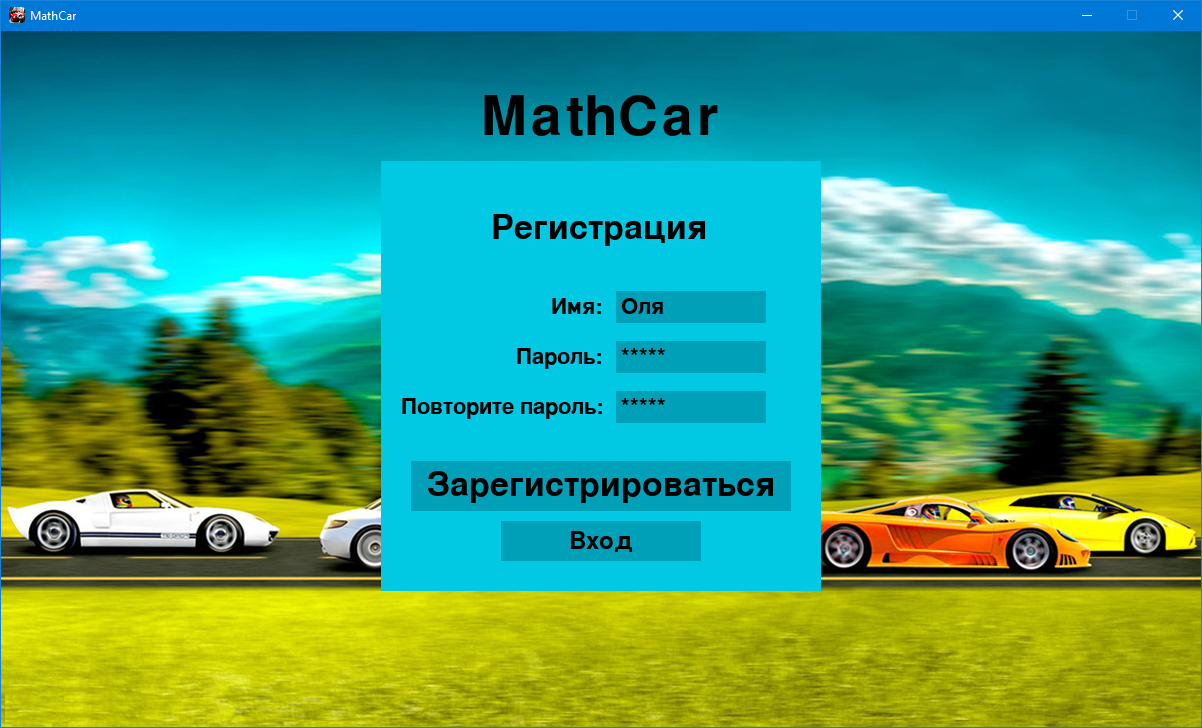 MathCar
MathCar
Регистрация
Имя: Оля
Пароль: *****
Повторите пароль: *****
Зарегистрироваться
Вход